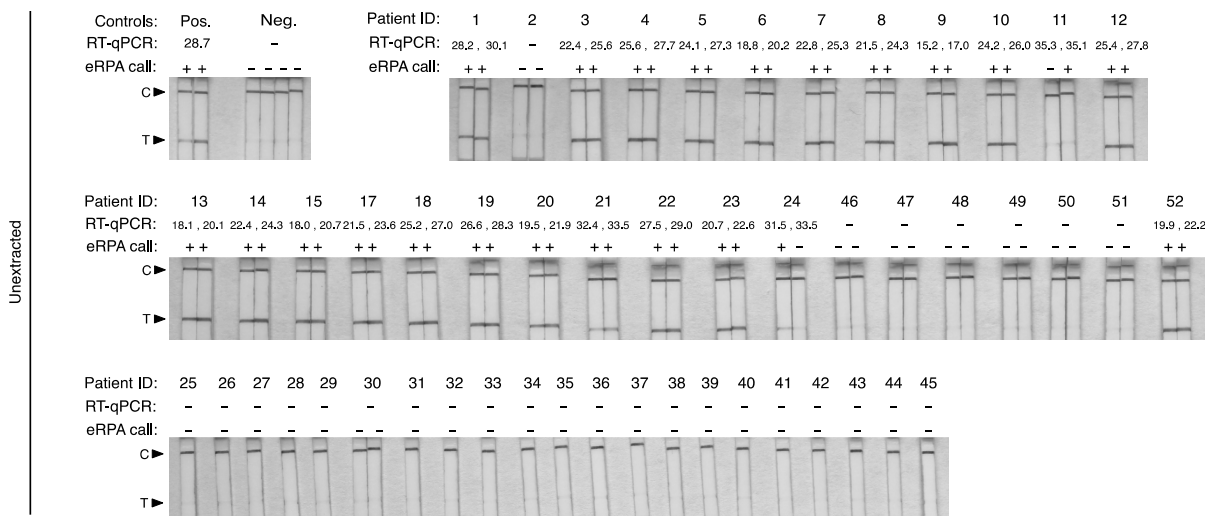 Controls: Pos. Neg. Patient ID: 1 2 3 4 5 6 7 8 9 10 11 12
RT-qPCR: 28.7 – RT-qPCR: 28.2 , 30.1 – 22.4 , 25.6 25.6 , 27.7 24.1 , 27.3 18.8 , 20.2 22.8 , 25.3 21.5 , 24.3 15.2 , 17.0 24.2 , 26.0 35.3 , 35.1 25.4 , 27.8
eRPA call: + + – – – – eRPA call: + + – – + + + + + + + + + + + + + + + + – + + +
C
T
Unextracted
Patient ID: 13 14 15 17 18 19 20 21 22 23 24 46 47 48 49 50 51 52
RT-qPCR: 18.1 , 20.1 22.4 , 24.3 18.0 , 20.7 21.5 , 23.6 25.2 , 27.0 26.6 , 28.3 19.5 , 21.9 32.4 , 33.5 27.5 , 29.0 20.7 , 22.6 31.5 , 33.5 – – – – – – 19.9 , 22.2
eRPA call: + + + + + + + + + + + + + + + + + + + + + – – – – – – – – – – – – – + +
C
T
Patient ID: 25 26 27 28 29 30 31 32 33 34 35 36 37 38 39 40 41 42 43 44 45
RT-qPCR: – – – – – – – – – – – – – – – – – – – – –
eRPA call: – – – – – – – – – – – – – – – – – – – – – –
C
T